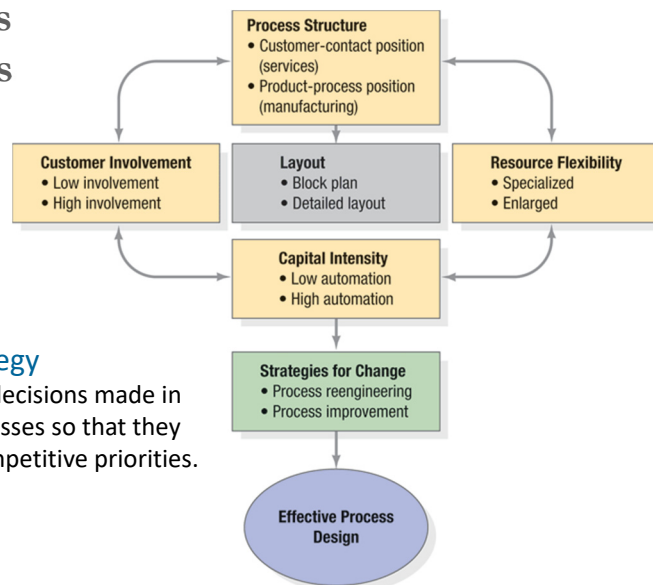 s
s
Process Structure
• Customer-contact position
(services)
• Product-process position
(manufacturing)
Customer Involvement
• Low involvement
• High involvement
Layout
• Block plan
• Detailed layout
Resource Flexibility
• Specialized
• Enlarged
Capital Intensity
• Low automation
• High automation
egy
decisions made in
esses so that they
mpetitive priorities.
Strategies for Change
• Process reengineering
• Process improvement
Effective Process
Design